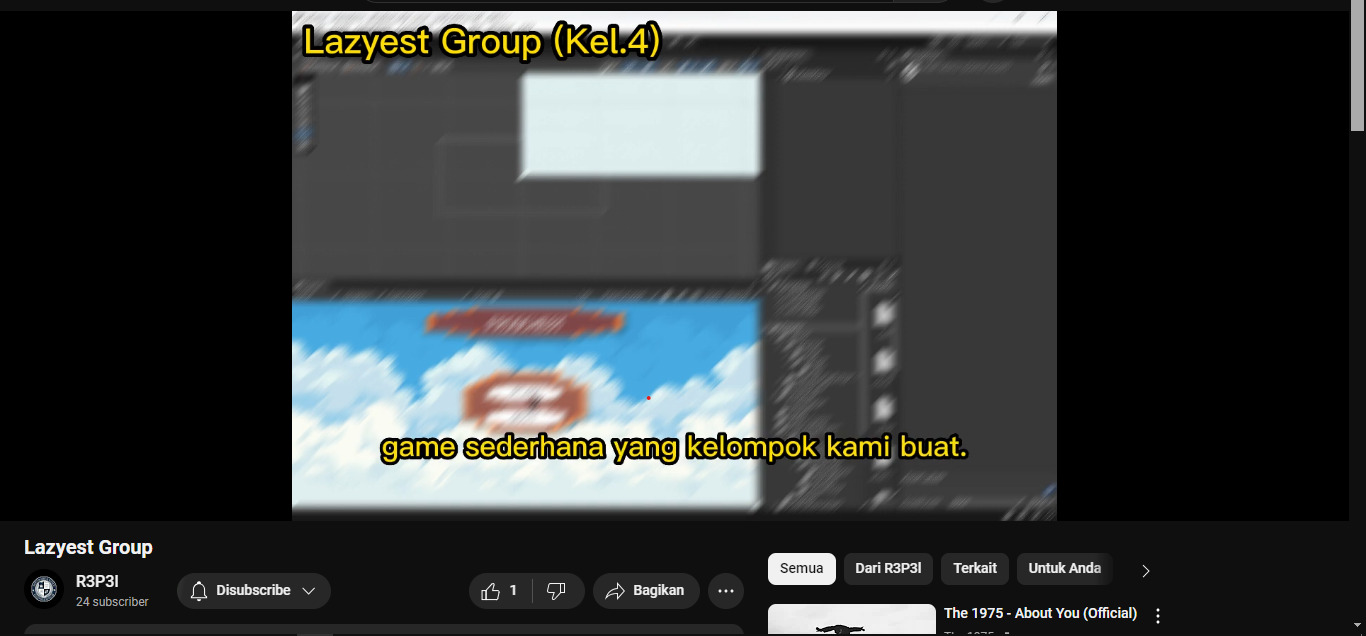 Lazyest Group (Kel.4)
game sederhana yang kelompok kami buat.
Lazyest Group
R3P3I
24 subscriber
Disubscribe
1
Bagikan
Semua
Dari R3P3I
Terkait
Untuk Anda
The 1975 - About You (Official)